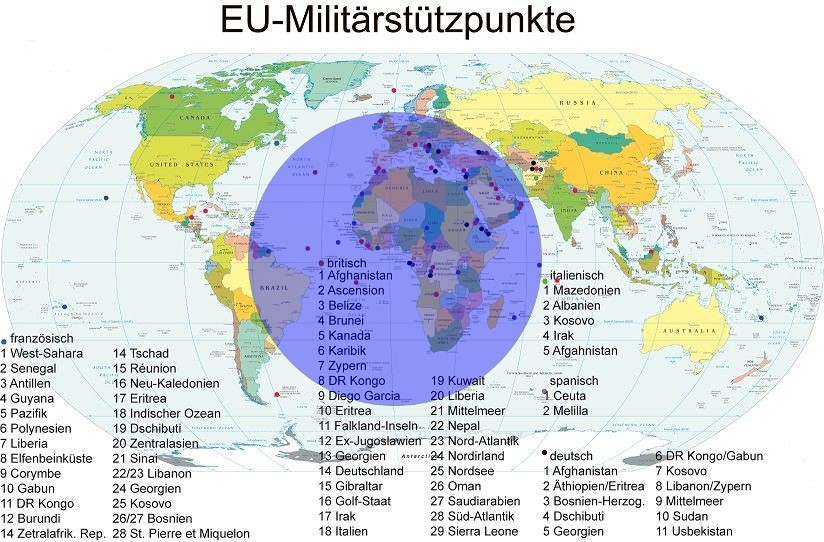 EU-Militärstützpunkte
RUSSIA
CANADA
UNITED STATES
CHINA
INDIA
BRAZIL
AUSTRALIA
NORTH PACIFIC OCEAN
britisch
1 Afghanistan
2 Ascension
3 Belize
4 Brunei
5 Kanada
6 Karibik
7 Zypern
8 DR Kongo
9 Diego Garcia
10 Eritrea
11 Falkland-Inseln
12 Ex-Jugoslawien
13 Georgien
14 Deutschland
15 Gibraltar
16 Golf-Staat
17 Irak
18 Italien
19 Kuwait
20 Liberia
21 Mittelmeer
22 Nepal
23 Nord-Atlantik
24 Nordirland
25 Nordsee
26 Oman
27 Saudiarabien
28 Süd-Atlantik
29 Sierra Leone
italienisch
1 Mazedonien
2 Albanien
3 Kosovo
4 Irak
5 Afgahnistan
spanisch
1 Ceuta
2 Melilla
deutsch
1 Afghanistan
2 Äthiopien/Eritrea
3 Bosnien-Herzog.
4 Dschibuti
5 Georgien
6 DR Kongo/Gabun
7 Kosovo
8 Libanon/Zypern
9 Mittelmeer
10 Sudan
11 Usbekistan
französisch
1 West-Sahara
2 Senegal
3 Antillen
4 Guyana
5 Pazifik
6 Polynesien
7 Liberia
8 Elfenbeinküste
9 Corymbe
10 Gabun
11 DR Kongo
12 Burundi
14 Zetralafrik. Rep.
14 Tschad
15 Réunion
16 Neu-Kaledonien
17 Eritrea
18 Indischer Ozean
19 Dschibuti
20 Zentralasien
21 Sinai
22/23 Libanon
24 Georgien
25 Kosovo
26/27 Bosnien
28 St. Pierre et Miquelon